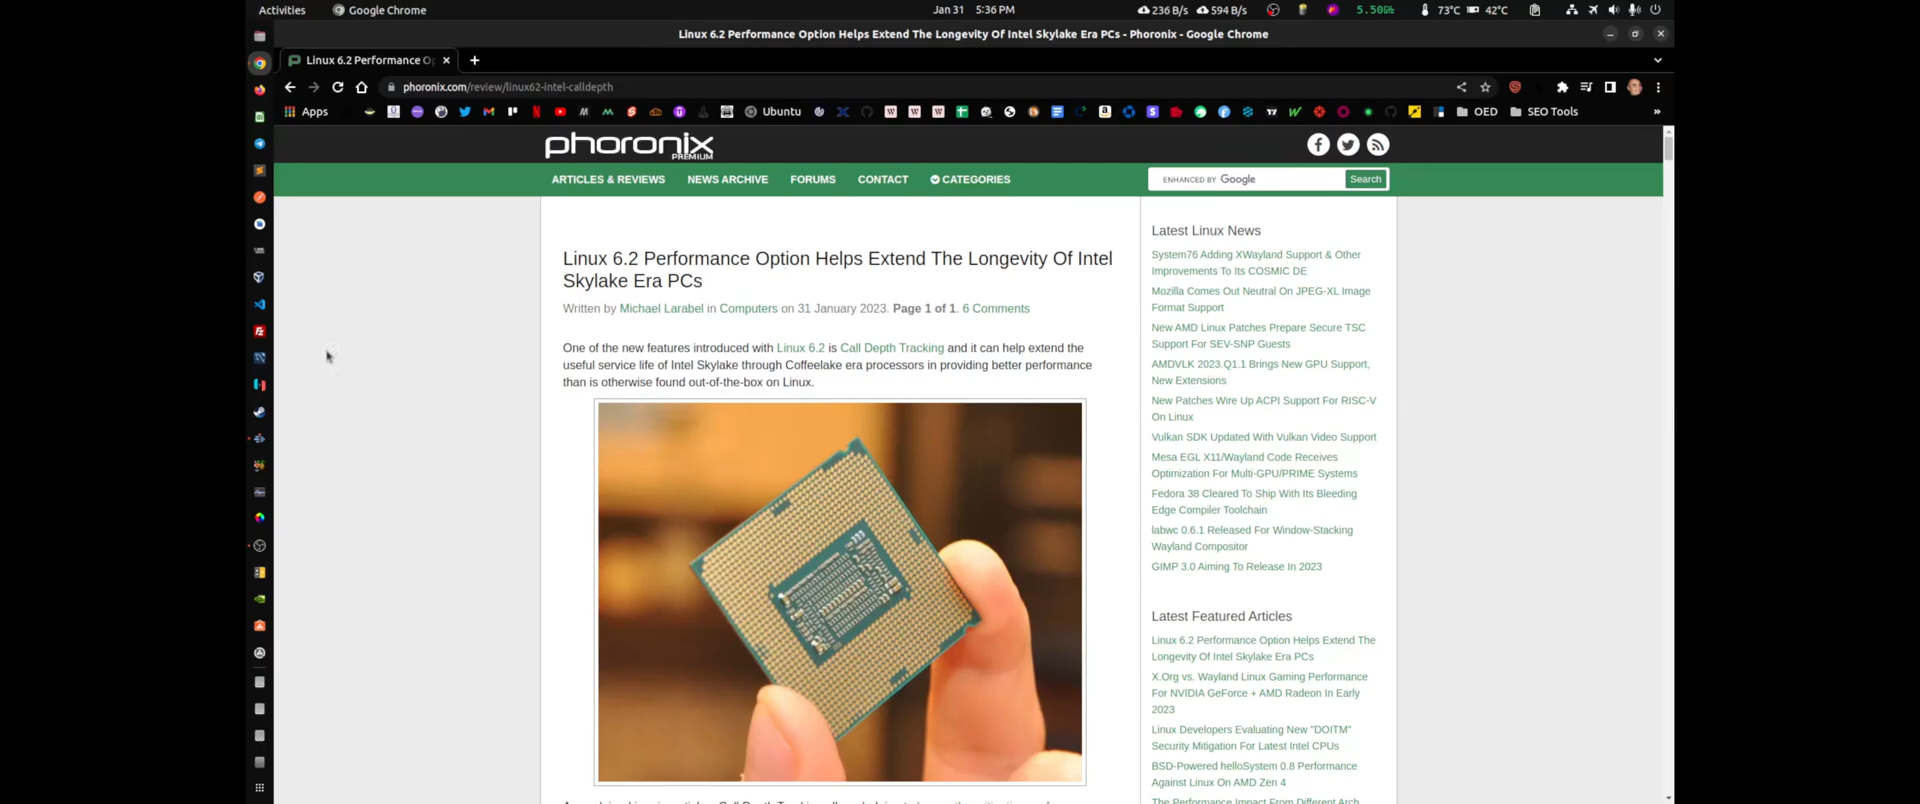 Activities Google Chrome Jan 31 5:36 PM 236 B/s 594 B/s 5.50GHz 73°C 42°C
Linux 6.2 Performance Option Helps Extend The Longevity Of Intel Skylake Era PCs - Phoronix - Google Chrome
Linux 6.2 Performance O
phoronix.com/review/linux62-intel-calldepth
Apps Ubuntu OED SEO Tools
phoronix
PREMIUM
ARTICLES & REVIEWS NEWS ARCHIVE FORUMS CONTACT CATEGORIES ENHANCED BY Google Search
Linux 6.2 Performance Option Helps Extend The Longevity Of Intel
Skylake Era PCs
Written by Michael Larabel in Computers on 31 January 2023. Page 1 of 1. 6 Comments
One of the new features introduced with Linux 6.2 is Call Depth Tracking and it can help extend the
useful service life of Intel Skylake through Coffeelake era processors in providing better performance
than is otherwise found out-of-the-box on Linux.
Latest Linux News
System76 Adding XWayland Support & Other
Improvements To Its COSMIC DE
Mozilla Comes Out Neutral On JPEG-XL Image
Format Support
New AMD Linux Patches Prepare Secure TSC
Support For SEV-SNP Guests
AMDVLK 2023.Q1.1 Brings New GPU Support,
New Extensions
New Patches Wire Up ACPI Support For RISC-V
On Linux
Vulkan SDK Updated With Vulkan Video Support
Mesa EGL X11/Wayland Code Receives
Optimization For Multi-GPU/PRIME Systems
Fedora 38 Cleared To Ship With Its Bleeding
Edge Compiler Toolchain
labwc 0.6.1 Released For Window-Stacking
Wayland Compositor
GIMP 3.0 Aiming To Release In 2023
Latest Featured Articles
Linux 6.2 Performance Option Helps Extend The
Longevity Of Intel Skylake Era PCs
X.Org vs. Wayland Linux Gaming Performance
For NVIDIA GeForce + AMD Radeon In Early
2023
Linux Developers Evaluating New "DOITM"
Security Mitigation For Latest Intel CPUs
BSD-Powered helloSystem 0.8 Performance
Against Linux On AMD Zen 4
The Performance Impact From Different Arch